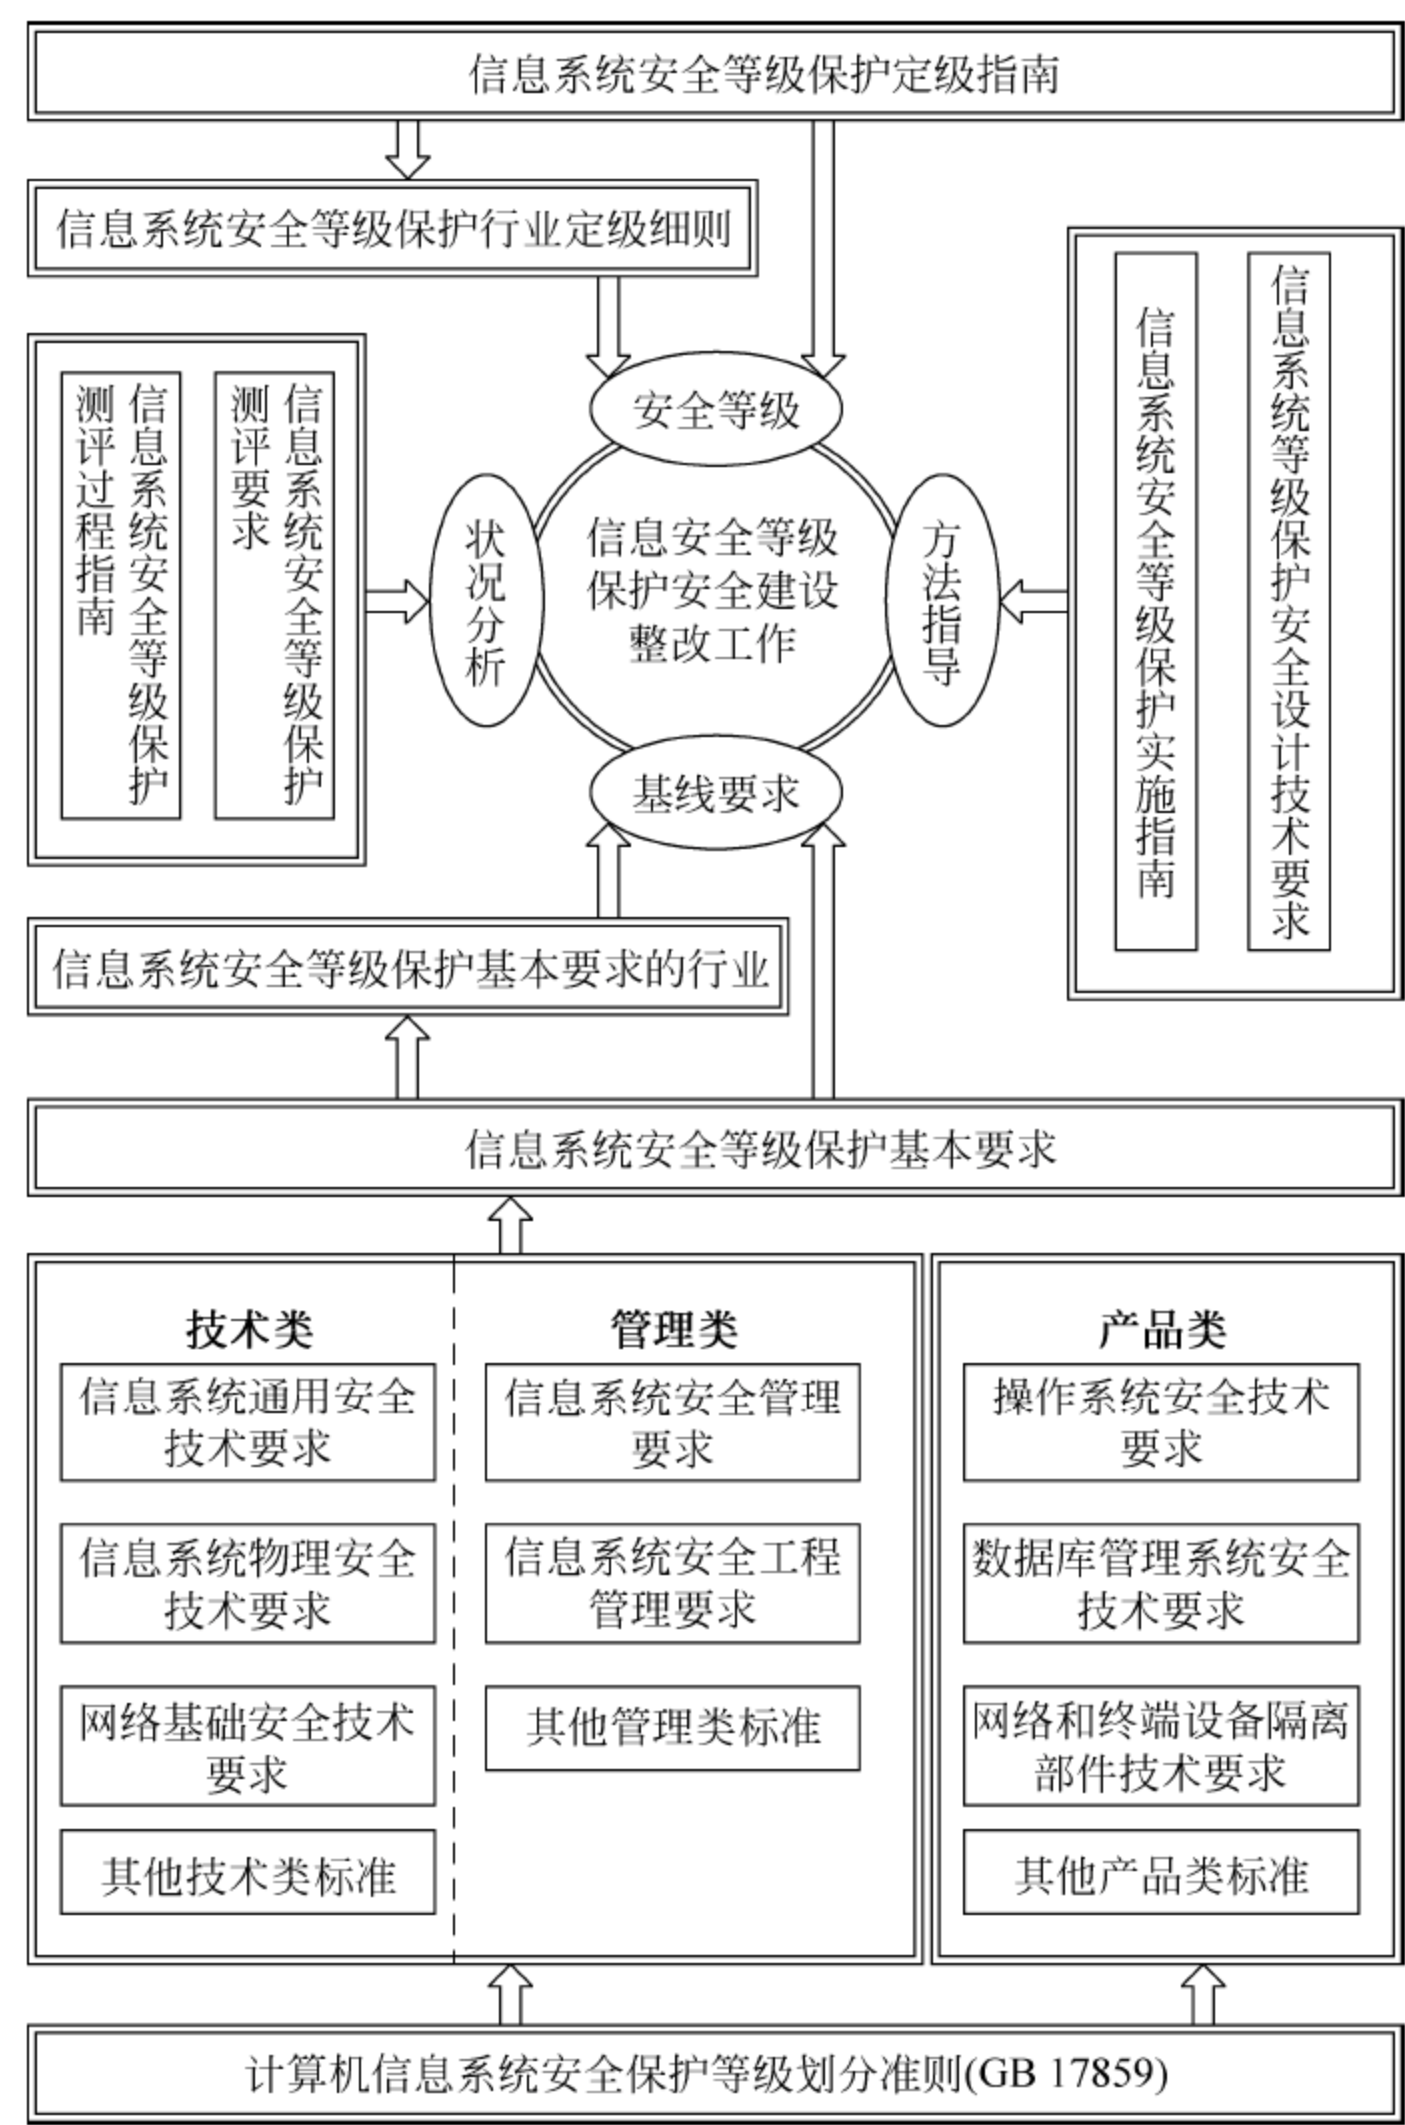 信息系统安全等级保护定级指南
信息系统安全等级保护行业定级细则
信息系统安全等级保护
测评过程指南
信息系统安全等级保护
测评要求
安全等级
状况分析
信息安全等级
保护安全建设
整改工作
方法指导
基线要求
信息系统安全等级保护实施指南
信息系统等级保护安全设计技术要求
信息系统安全等级保护基本要求的行业
信息系统安全等级保护基本要求
技术类
信息系统通用安全
技术要求
信息系统物理安全
技术要求
网络基础安全技术
要求
其他技术类标准
管理类
信息系统安全管理
要求
信息系统安全工程
管理要求
其他管理类标准
产品类
操作系统安全技术
要求
数据库管理系统安全
技术要求
网络和终端设备隔离
部件技术要求
其他产品类标准
计算机信息系统安全保护等级划分准则(GB 17859)